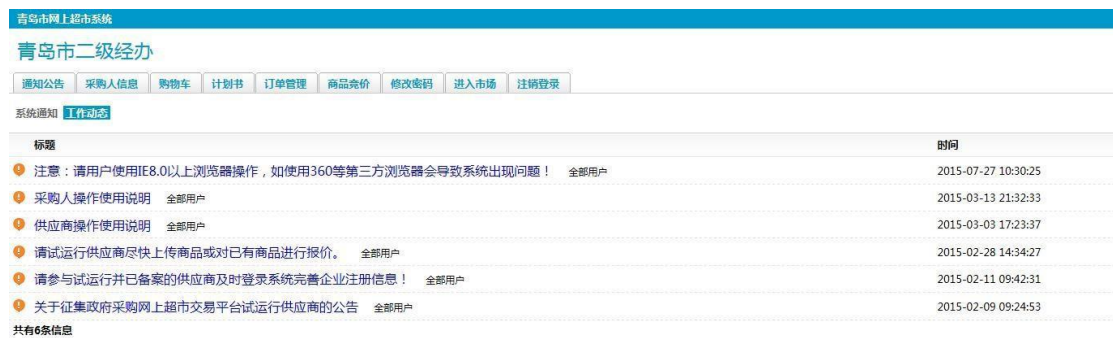 青岛市网上超市系统
青岛市二级经办
通知公告 采购人信息 购物车 计划书 订单管理 商品竞价 修改密码 进入市场 注销登录
系统通知 工作动态
标题 时间
注意：请用户使用IE8.0以上浏览器操作，如使用360等第三方浏览器会导致系统出现问题！ 全部用户 2015-07-27 10:30:25
采购人操作使用说明 全部用户 2015-03-13 21:32:33
供应商操作使用说明 全部用户 2015-03-03 17:23:37
请试运行供应商尽快上传商品或对已有商品进行报价。 全部用户 2015-02-28 14:34:27
请参与试运行并已备案的供应商及时登录系统完善企业注册信息！ 全部用户 2015-02-11 09:42:31
关于征集政府采购网上超市交易平台试运行供应商的公告 全部用户 2015-02-09 09:24:53
共有6条信息